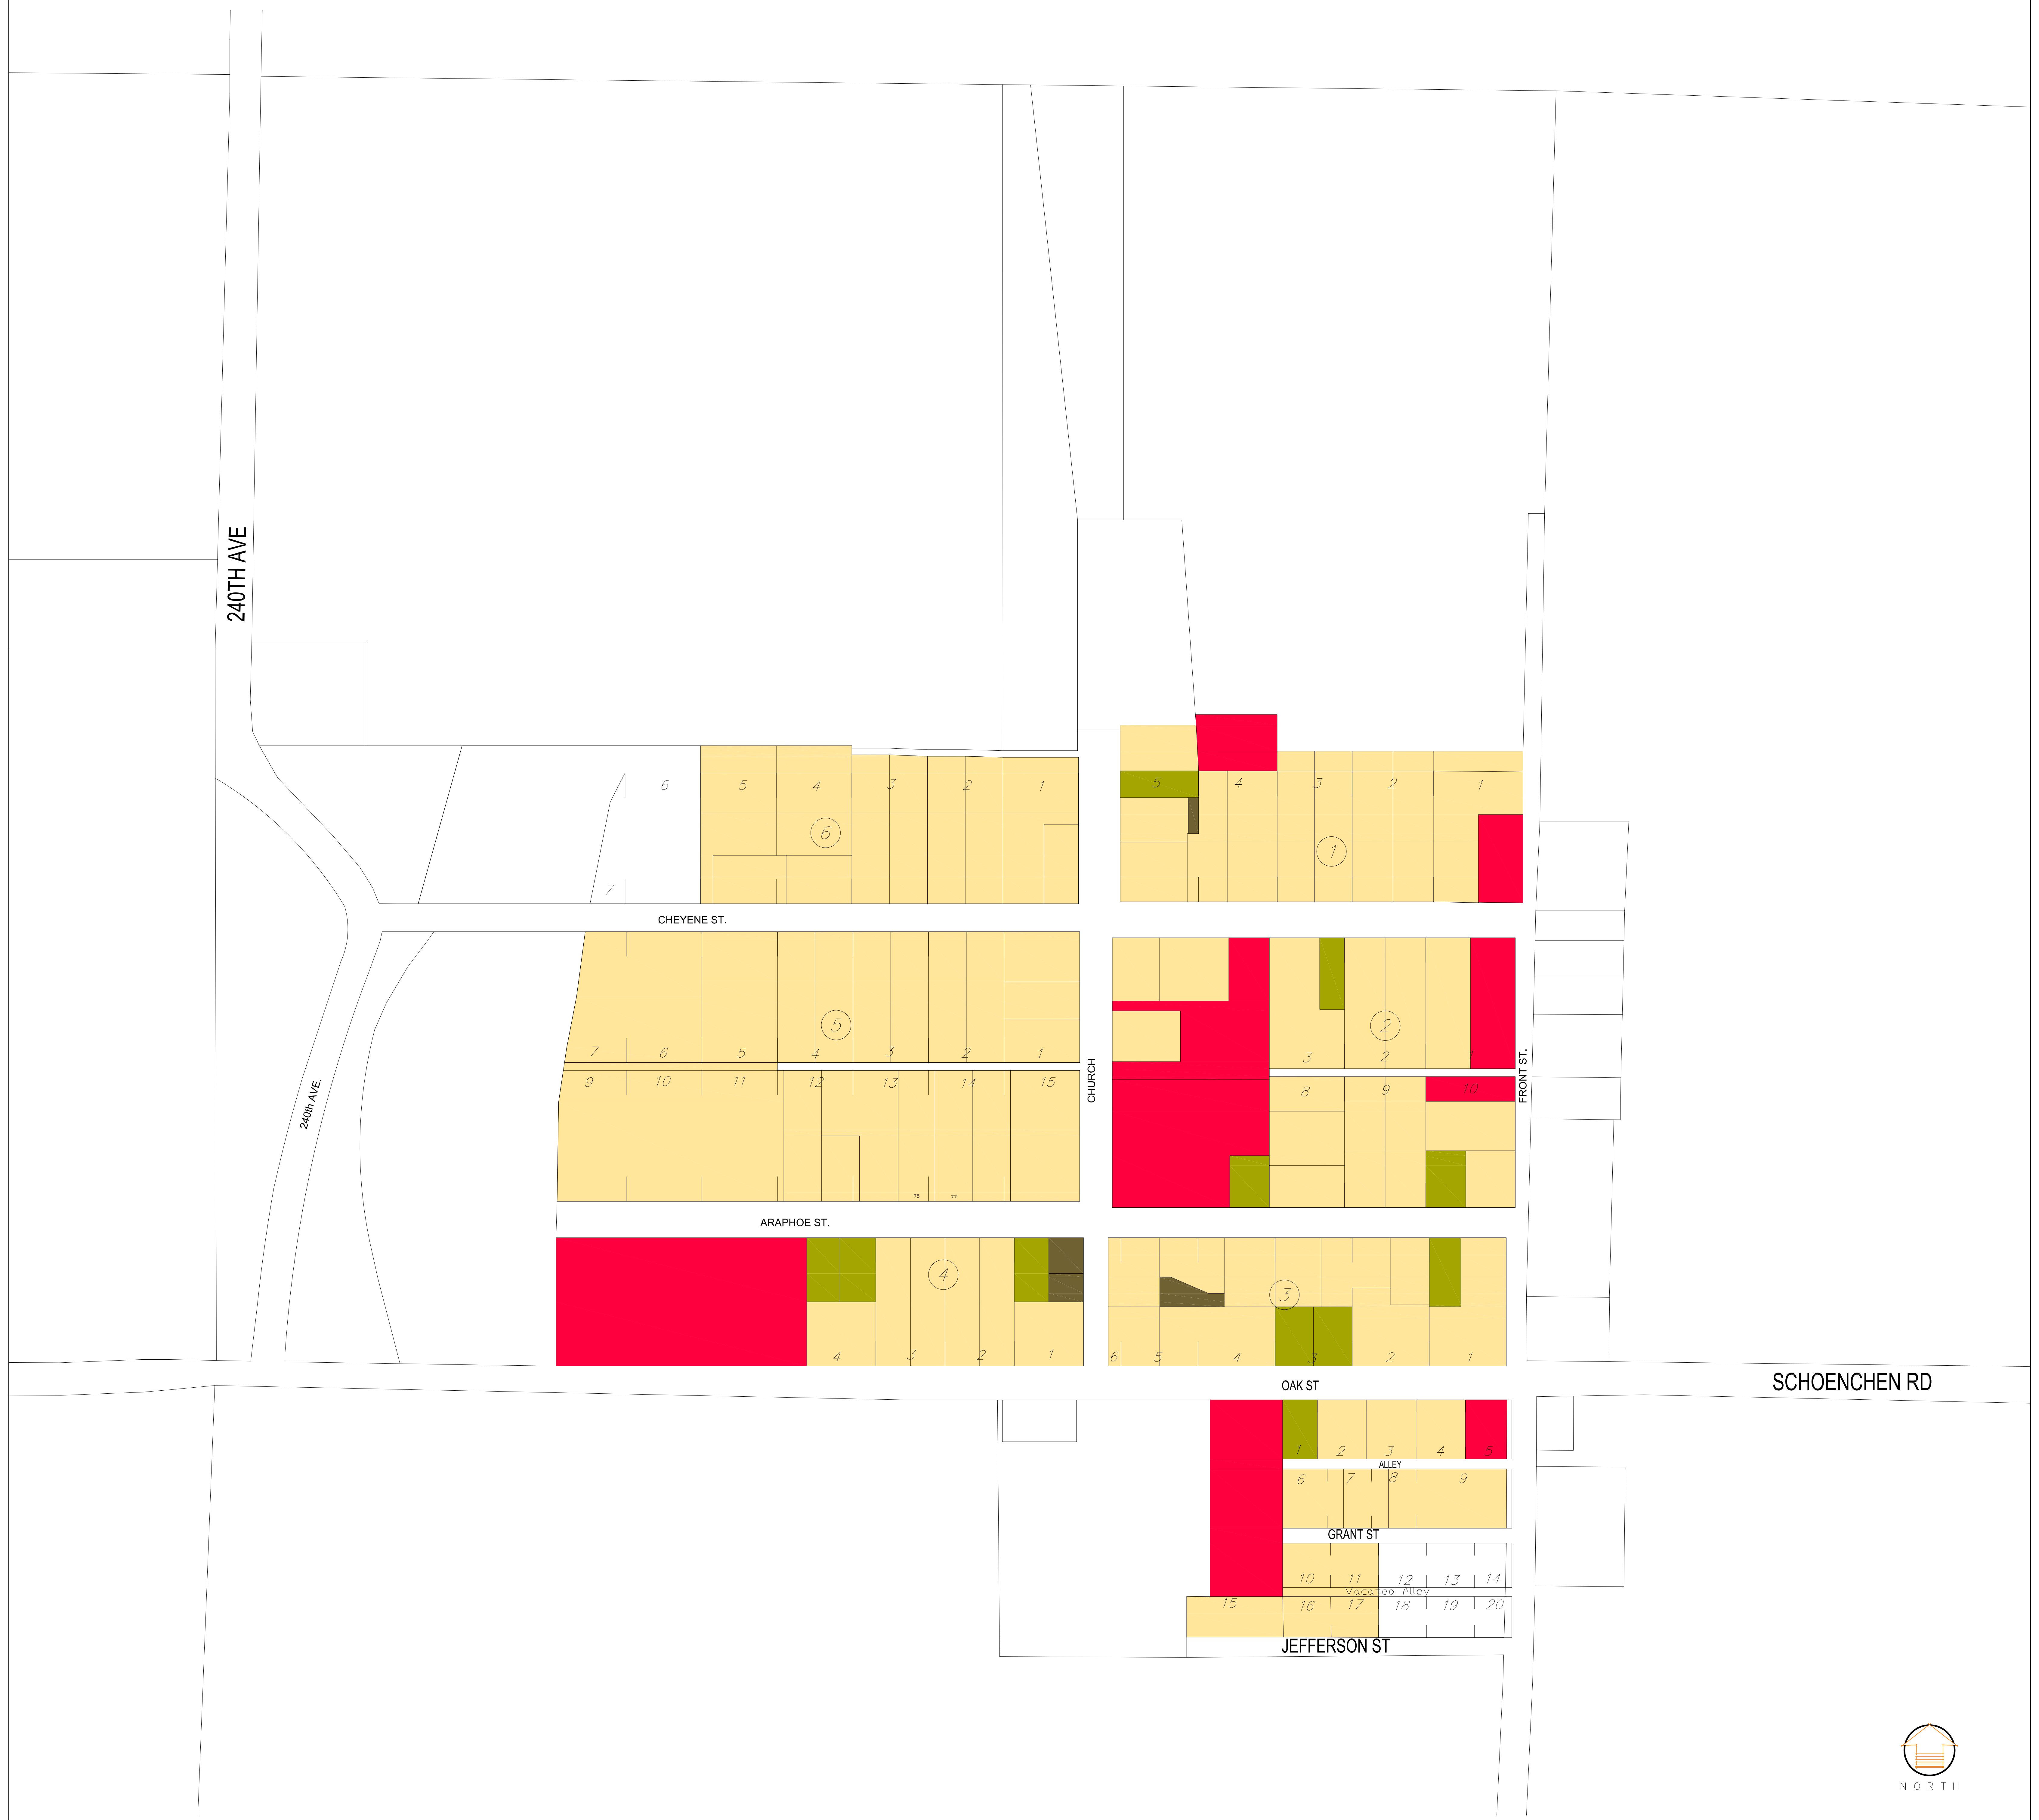 240TH AVE
6 5 4 3 2 1
5 4 3 2 1
6
1
7
CHEYENE ST.
5
2
7 6 5 4 3 2 1
3 2 1
CHURCH
FRONT ST.
9 10 11 12 13 14 15
8 9 10
240th AVE.
75 77
ARAPHOE ST.
4
3
4 3 2 1
6 5 4 3 2 1
OAK ST
SCHOENCHEN RD
1 2 3 4 5
ALLEY
6 7 8 9
GRANT ST
10 11 12 13 14
Vacated Alley
15 16 17 18 19 20
JEFFERSON ST
NORTH